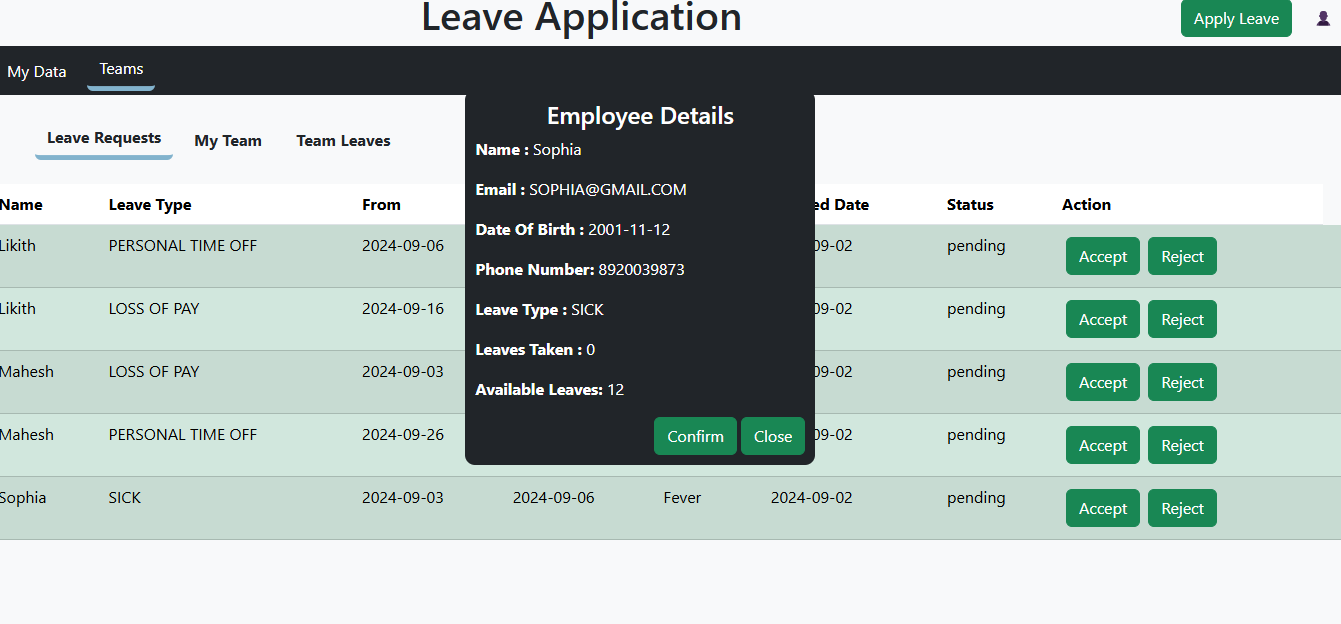 Leave Application
Apply Leave
My Data
Teams
Leave Requests
My Team
Team Leaves
Employee Details
Name : Sophia
Email : SOPHIA@GMAIL.COM
Date Of Birth : 2001-11-12
Phone Number: 8920039873
Leave Type : SICK
Leaves Taken : 0
Available Leaves: 12
Confirm Close
Name Leave Type From ed Date Status Action
Likith PERSONAL TIME OFF 2024-09-06 09-02 pending Accept Reject
Likith LOSS OF PAY 2024-09-16 09-02 pending Accept Reject
Mahesh LOSS OF PAY 2024-09-03 09-02 pending Accept Reject
Mahesh PERSONAL TIME OFF 2024-09-26 09-02 pending Accept Reject
Sophia SICK 2024-09-03 2024-09-06 Fever 2024-09-02 pending Accept Reject